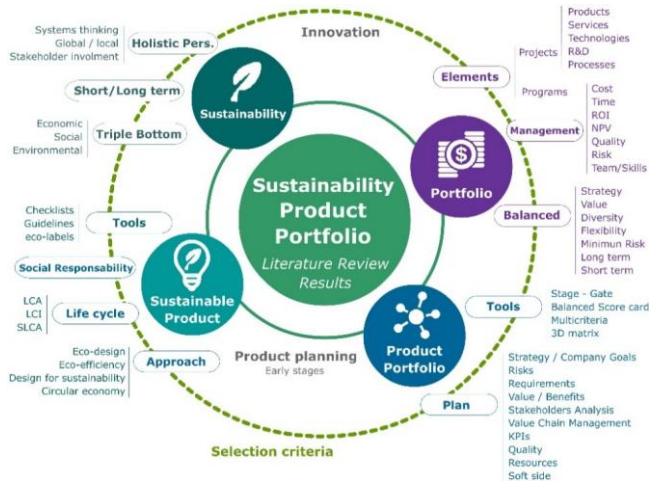 Innovation
Systems thinking
Global / local
Stakeholder involment
Holistic Pers.
Short/Long term
Economic
Social
Environmental
Triple Bottom
Sustainability
Products
Services
Technologies
R&D
Processes
Projects
Programs
Elements
Cost
Time
ROI
NPV
Quality
Risk
Team/Skills
Management
$
Portfolio
Strategy
Value
Diversity
Flexibility
Minimun Risk
Long term
Short term
Balanced
Sustainability
Product
Portfolio
Literature Review
Results
Checklists
Guidelines
eco-labels
Tools
Social Responsability
LCA
LCI
SLCA
Life cycle
Eco-design
Eco-efficiency
Design for sustainability
Circular economy
Approach
Sustainable
Product
Product planning
Early stages
Product
Portfolio
Tools
Stage - Gate
Balanced Score card
Multicriteria
3D matrix
Plan
Strategy / Company Goals
Risks
Requirements
Value / Benefits
Stakeholders Analysis
Value Chain Management
KPIs
Quality
Resources
Soft side
Selection criteria